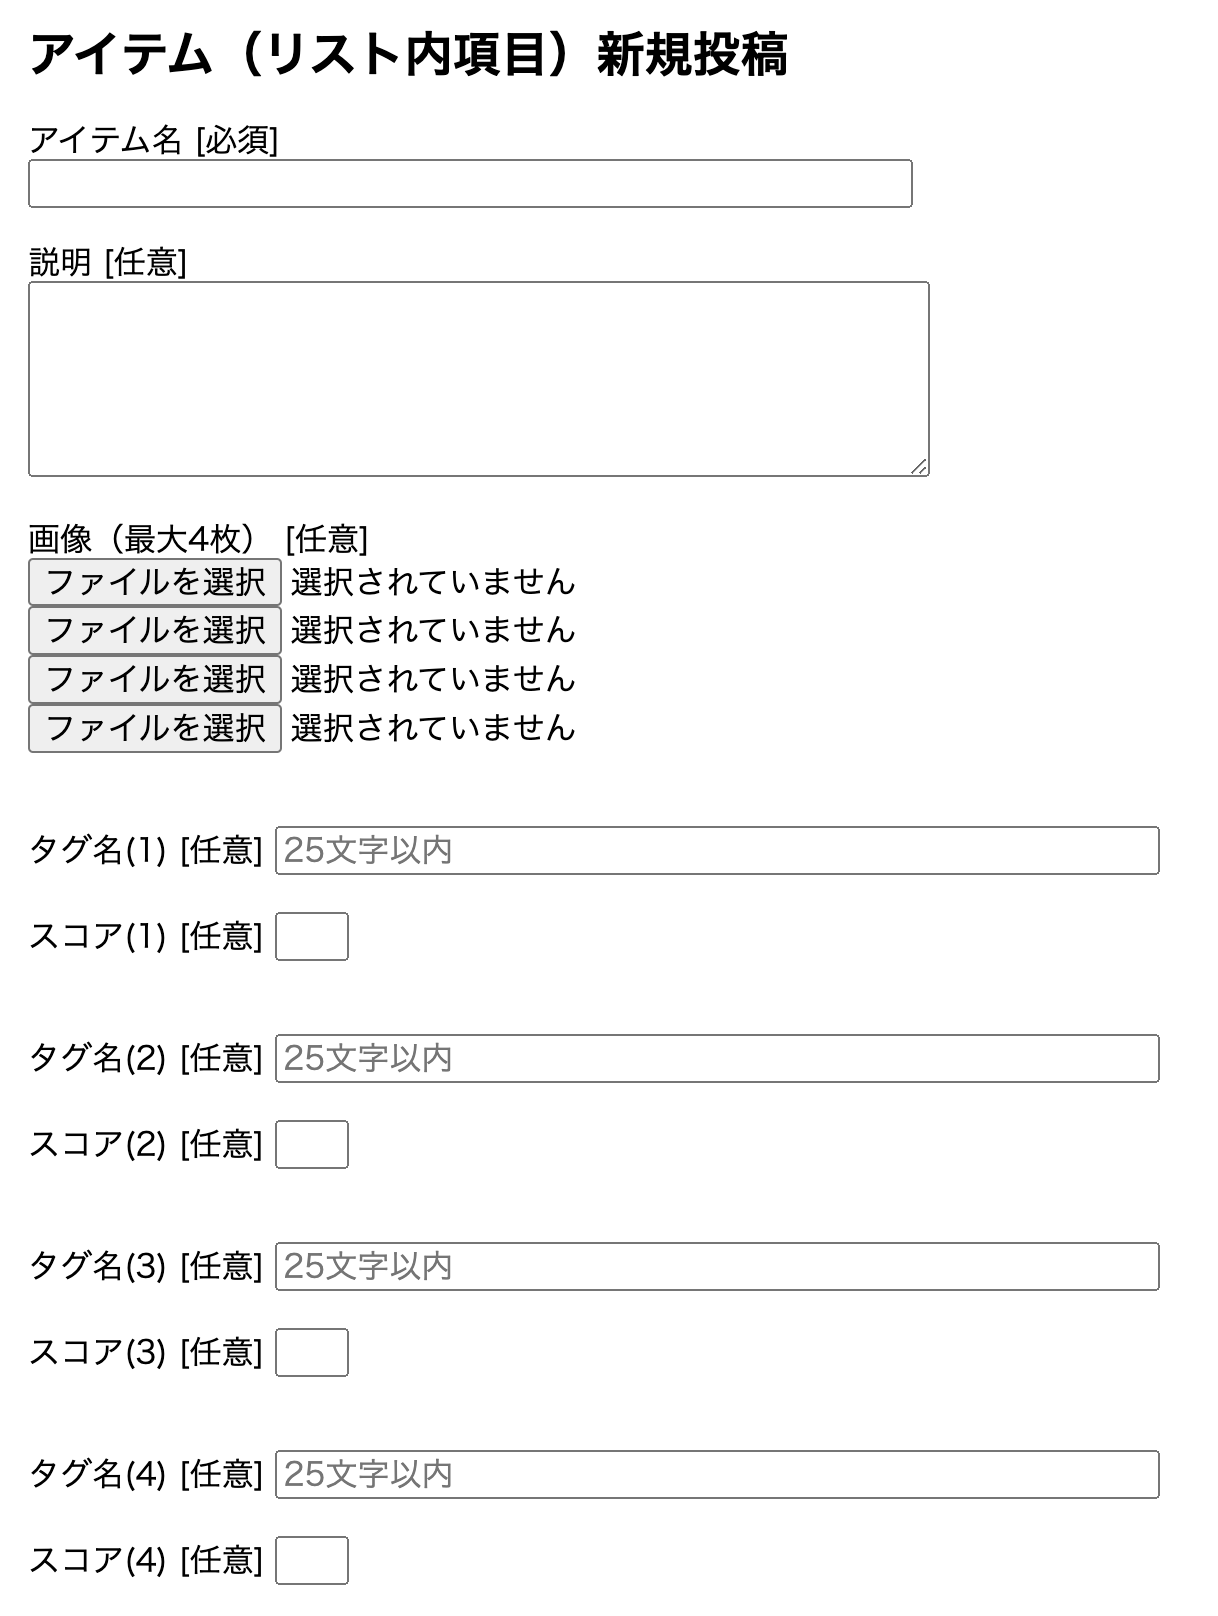 アイテム（リスト内項目）新規投稿
アイテム名 [必須]
説明 [任意]
画像（最大4枚） [任意]
ファイルを選択 選択されていません
ファイルを選択 選択されていません
ファイルを選択 選択されていません
ファイルを選択 選択されていません
タグ名(1) [任意] 25文字以内
スコア(1) [任意]
タグ名(2) [任意] 25文字以内
スコア(2) [任意]
タグ名(3) [任意] 25文字以内
スコア(3) [任意]
タグ名(4) [任意] 25文字以内
スコア(4) [任意]